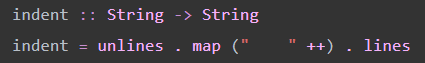 indent :: String -> String
indent = unlines . map ("    " ++) . lines